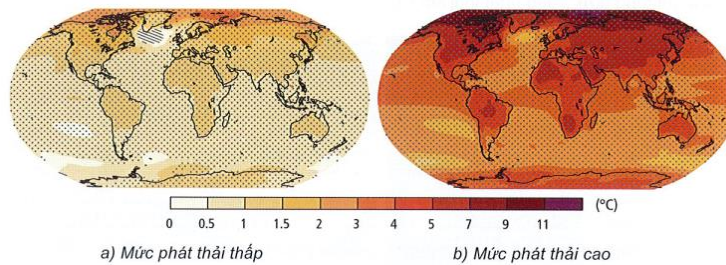 0 0.5 1 1.5 2 3 4 5 7 9 11 (°C)
a) Mức phát thải thấp
b) Mức phát thải cao